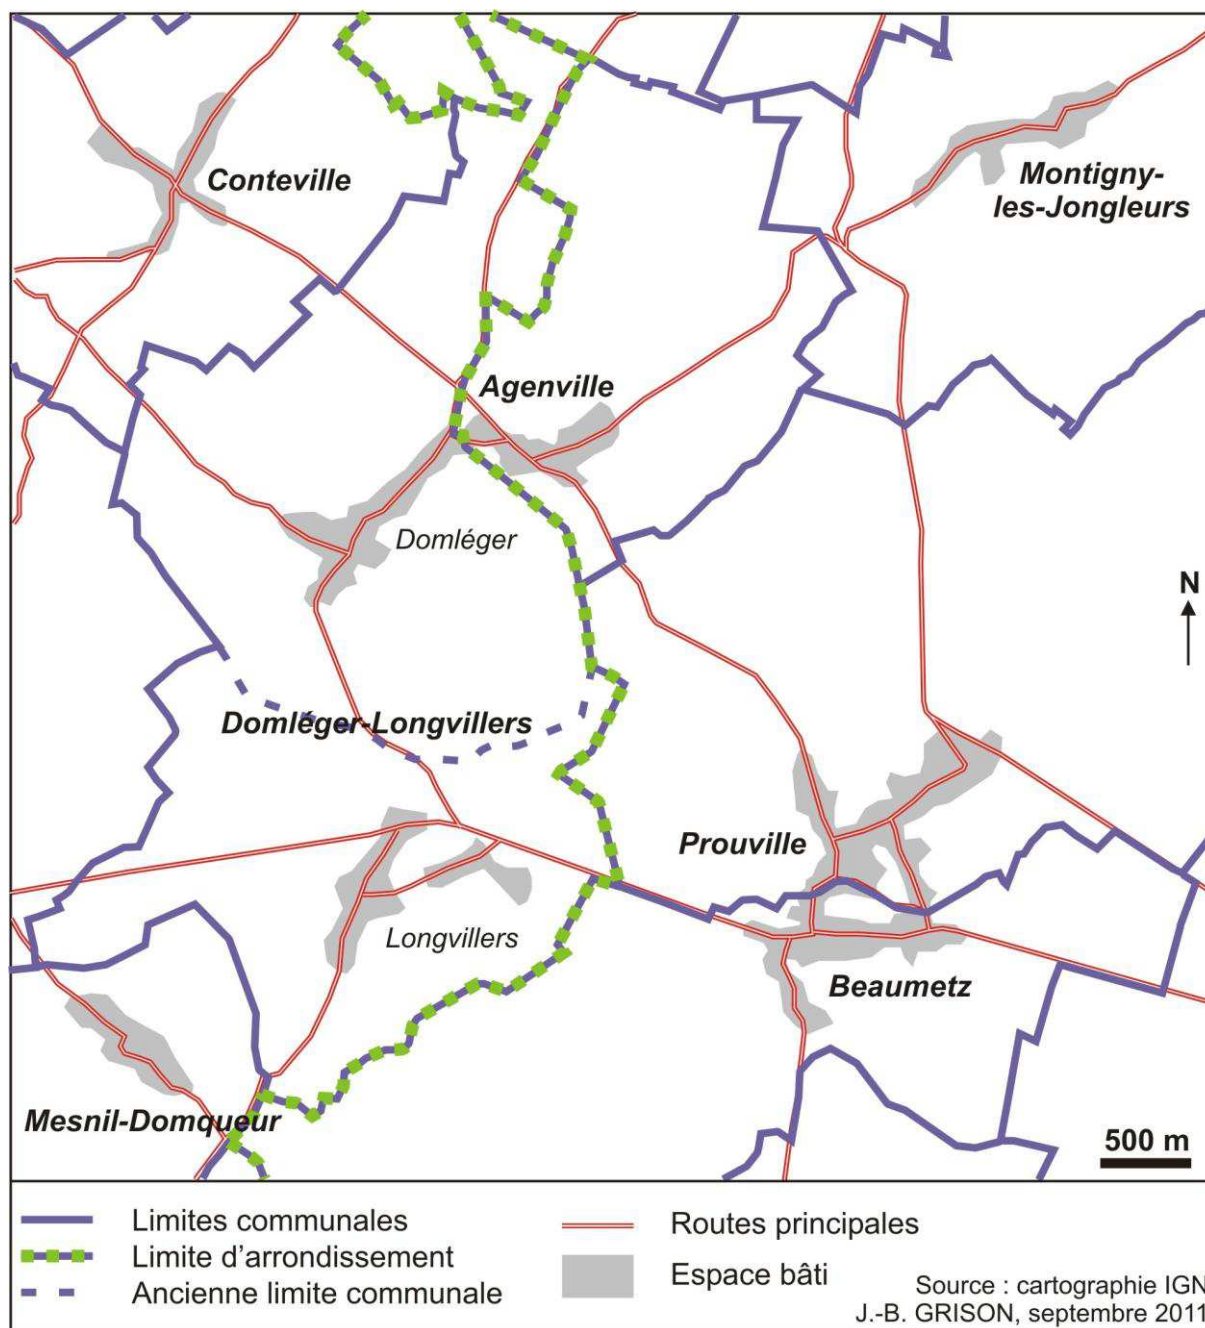 Conteville
Montigny-
les-Jongleurs
Agenville
Domléger
N
Domléger-Longvillers
Prouville
Longvillers
Beaumetz
Mesnil-Domqueur
500 m
Limites communales
Limite d'arrondissement
Ancienne limite communale
Routes principales
Espace bâti
Source : cartographie IGN
J.-B. GRISON, septembre 2011